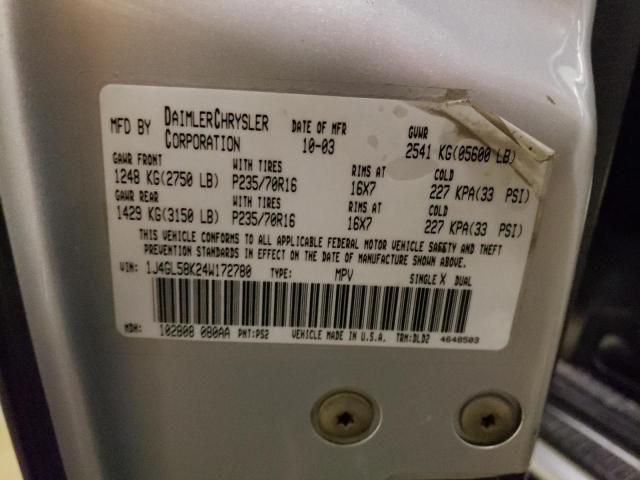 MFD BY DAIMLERCHRYSLER CORPORATION DATE OF MFR 10-03 GVWR 2541 KG(05600 LB)
GAWR FRONT WITH TIRES RIMS AT COLD
1248 KG(2750 LB) P235/70R16 16X7 227 KPA(33 PSI)
GAWR REAR WITH TIRES RIMS AT COLD
1429 KG(3150 LB) P235/70R16 16X7 227 KPA(33 PSI)
THIS VEHICLE CONFORMS TO ALL APPLICABLE FEDERAL MOTOR VEHICLE SAFETY AND THEFT
PREVENTION STANDARDS IN EFFECT ON THE DATE OF MANUFACTURE SHOWN ABOVE.
VIN: 1J4GL58K24W172780 TYPE: MPV SINGLE X DUAL
MDH: 102808 080AA PNT:PS2 VEHICLE MADE IN U.S.A. TRM:DLD2 4648503